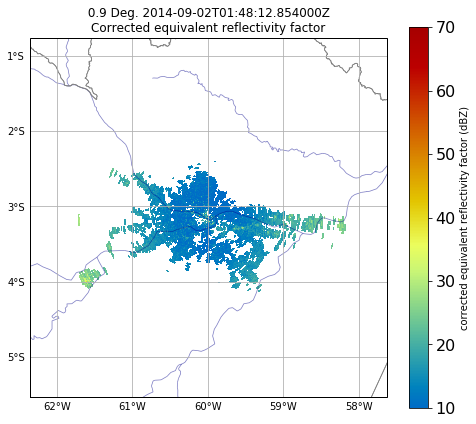 0.9 Deg. 2014-09-02T01:48:12.854000Z
Corrected equivalent reflectivity factor
1°S
2°S
3°S
4°S
5°S
62°W
61°W
60°W
59°W
58°W
70
60
50
40
30
20
10
corrected equivalent reflectivity factor (dBZ)